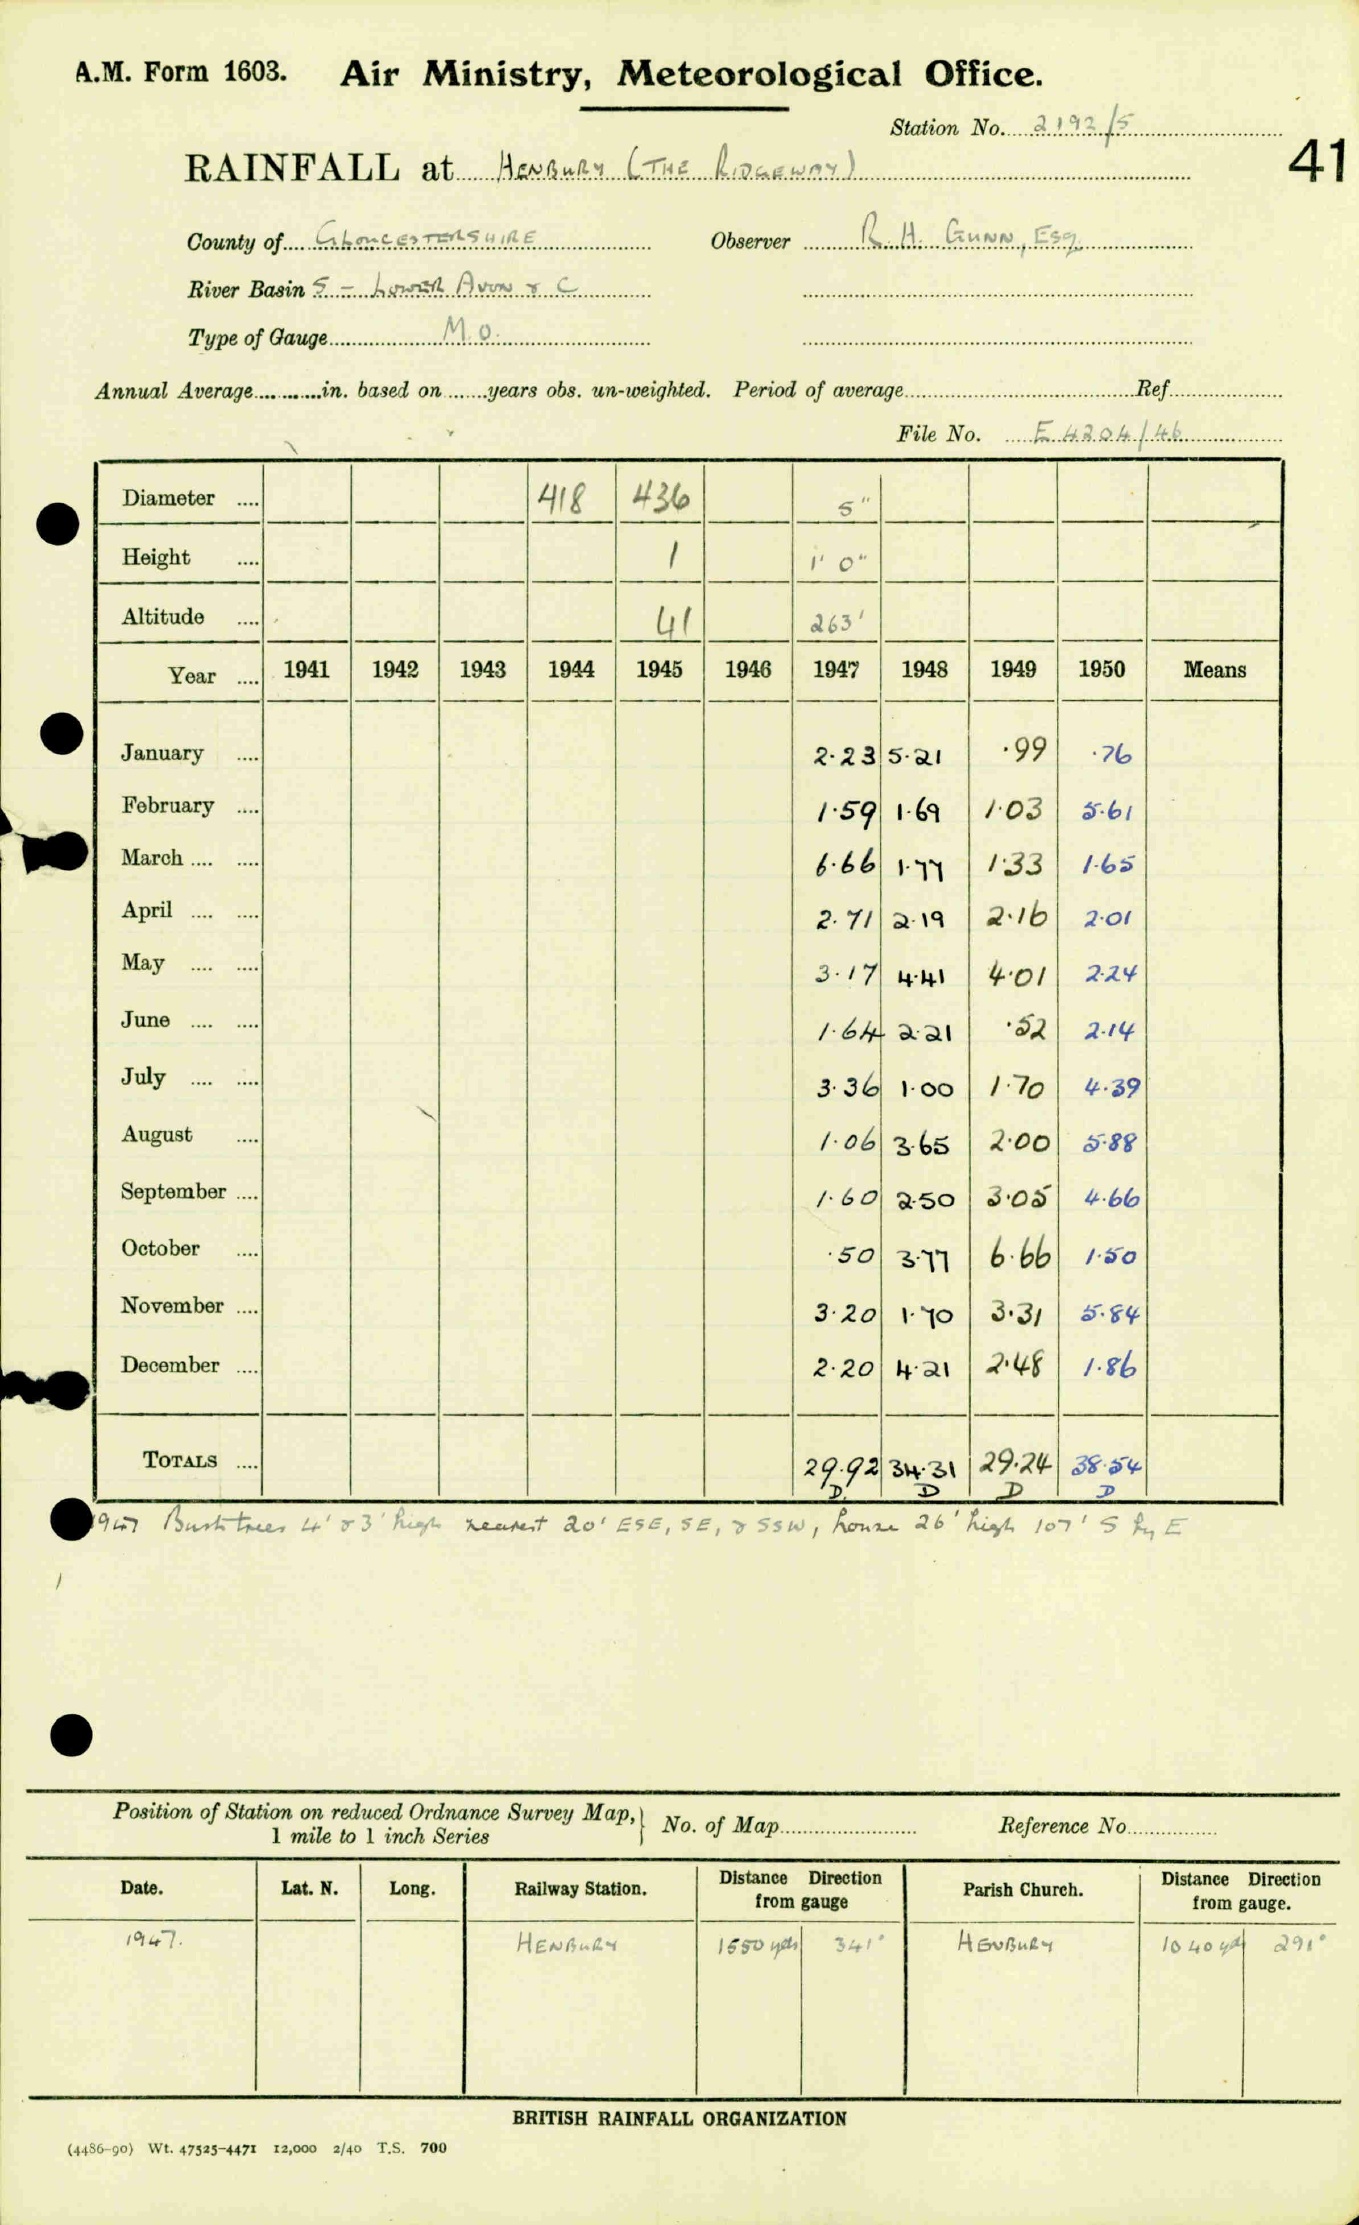 A.M. Form 1603. Air Ministry, Meteorological Office.
Station No. 2192/5
41
RAINFALL at HENBURY (THE RIDGEWAY)
County of GLOUCESTERSHIRE Observer R. H. GUNN, ESQ
River Basin 5 - LOWER AVON & C
Type of Gauge M.O.
Annual Average in. based on years obs. un-weighted. Period of average Ref.
File No. E 4204/46
Diameter 418 436 5"
Height 1 1' 0"
Altitude 41 263'
Year 1941 1942 1943 1944 1945 1946 1947 1948 1949 1950 Means
January 2.23 5.21 .99 .76
February 1.59 1.69 1.03 5.61
March 6.66 1.77 1.33 1.65
April 2.71 2.19 2.16 2.01
May 3.17 4.41 4.01 2.24
June 1.64 2.21 .52 2.14
July 3.36 1.00 1.70 4.39
August 1.06 3.65 2.00 5.88
September 1.60 2.50 3.05 4.66
October .50 3.77 6.66 1.50
November 3.20 1.70 3.31 5.84
December 2.20 4.21 2.48 1.86
TOTALS 29.92 34.31 29.24 38.54
D D D D
1947 Bush trees 4' & 3' high nearest 20' ESE, SE, & SSW, house 26' high 107' S by E
Position of Station on reduced Ordnance Survey Map, 1 mile to 1 inch Series No. of Map Reference No.
Date. Lat. N. Long. Railway Station. Distance Direction from gauge Parish Church. Distance Direction from gauge.
1947. HENBURY 1550 yds 341° HENBURY 1040 yds 291°
BRITISH RAINFALL ORGANIZATION
(4486-90) Wt. 47525-4471 12,000 2/40 T.S. 700